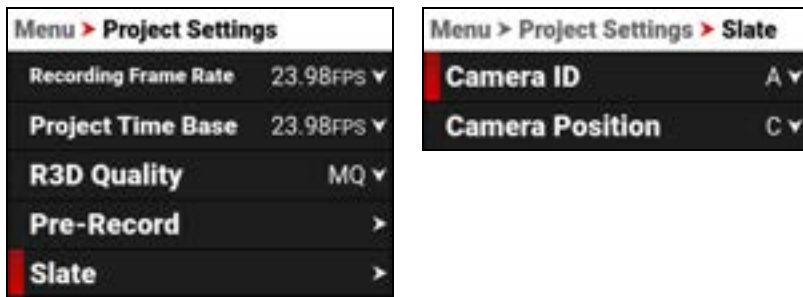 Menu > Project Settings
Recording Frame Rate 23.98FPS
Project Time Base 23.98FPS
R3D Quality MQ
Pre-Record >
Slate >
Menu > Project Settings > Slate
Camera ID A
Camera Position C